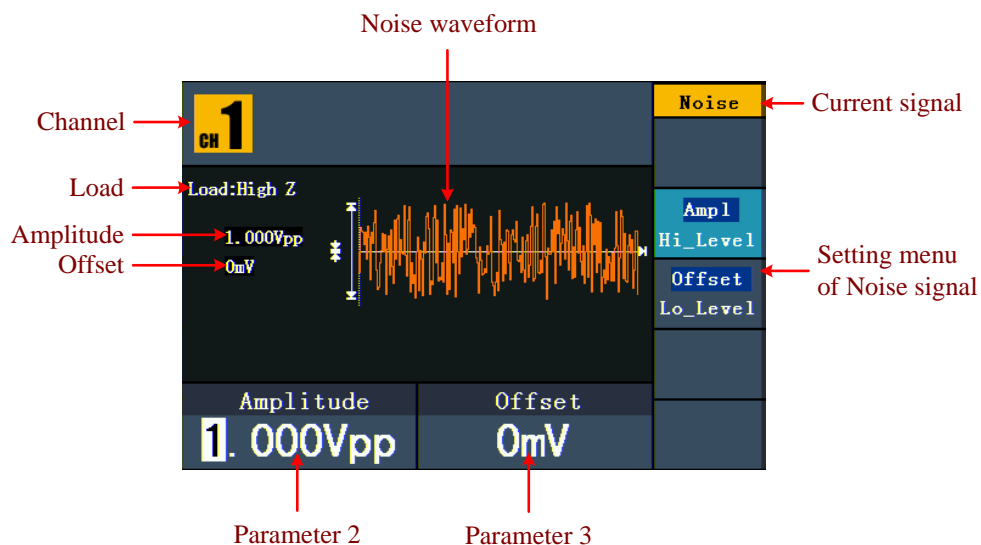 Noise waveform
Channel
CH 1
Noise
Current signal
Load
Load:High Z
Amplitude
1.000Vpp
Offset
0mV
Ampl
Hi_Level
Offset
Lo_Level
Setting menu
of Noise signal
Amplitude
Offset
1.000Vpp
0mV
Parameter 2
Parameter 3